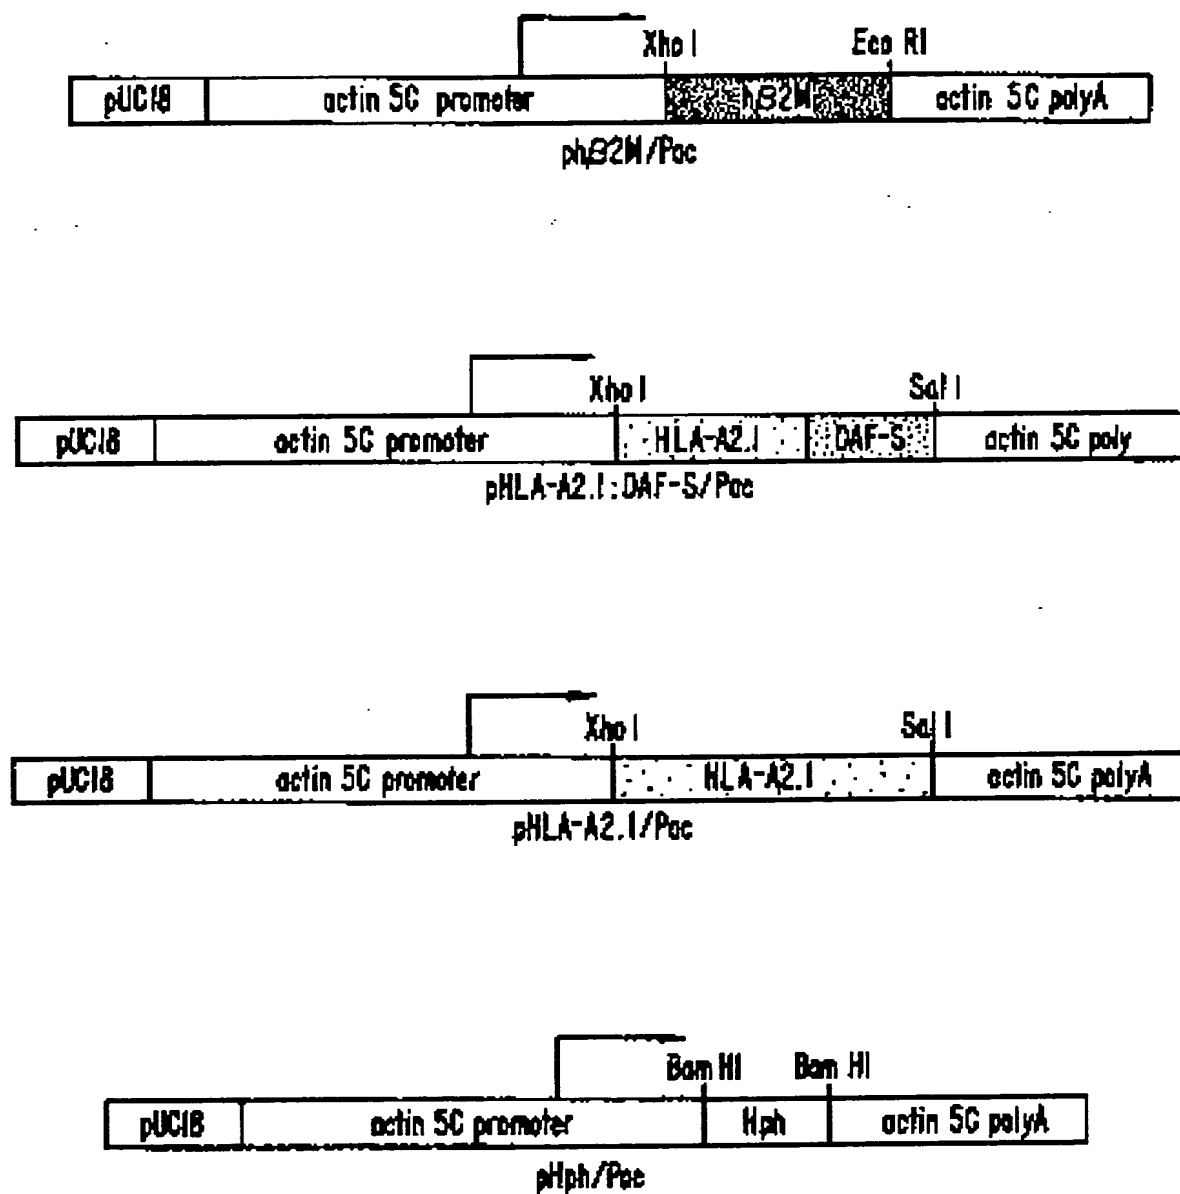 Xho I Eco RI
pUC18 actin 5C promoter hβ2M actin 5C polyA
phβ2M/Pac
Xho I Sal I
pUC18 actin 5C promoter HLA-A2.1 DAF-S actin 5C poly
pHLA-A2.1:DAF-S/Pac
Xho I Sal I
pUC18 actin 5C promoter HLA-A2.1 actin 5C polyA
pHLA-A2.1/Pac
Bam HI Bam HI
pUC18 actin 5C promoter Hph actin 5C polyA
pHph/Pac